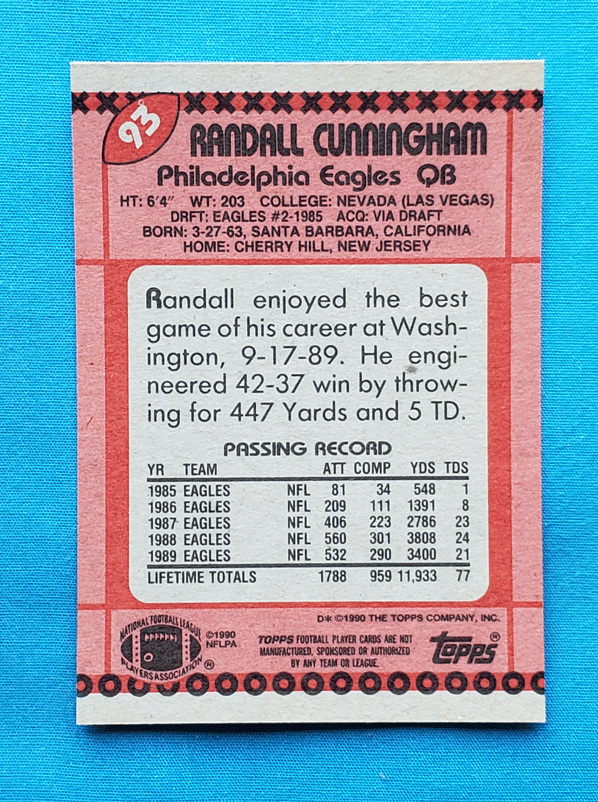 93
RANDALL CUNNINGHAM
Philadelphia Eagles QB
HT: 6'4" WT: 203 COLLEGE: NEVADA (LAS VEGAS)
DRFT: EAGLES #2-1985 ACQ: VIA DRAFT
BORN: 3-27-63, SANTA BARBARA, CALIFORNIA
HOME: CHERRY HILL, NEW JERSEY
Randall enjoyed the best
game of his career at Wash-
ington, 9-17-89. He engi-
neered 42-37 win by throw-
ing for 447 Yards and 5 TD.
PASSING RECORD
YR TEAM ATT COMP YDS TDS
1985 EAGLES NFL 81 34 548 1
1986 EAGLES NFL 209 111 1391 8
1987 EAGLES NFL 406 223 2786 23
1988 EAGLES NFL 560 301 3808 24
1989 EAGLES NFL 532 290 3400 21
LIFETIME TOTALS 1788 959 11,933 77
NATIONAL FOOTBALL LEAGUE
PLAYERS ASSOCIATION ®
©1990
NFLPA
D* ©1990 THE TOPPS COMPANY, INC.
TOPPS FOOTBALL PLAYER CARDS ARE NOT
MANUFACTURED, SPONSORED OR AUTHORIZED
BY ANY TEAM OR LEAGUE.
Topps®